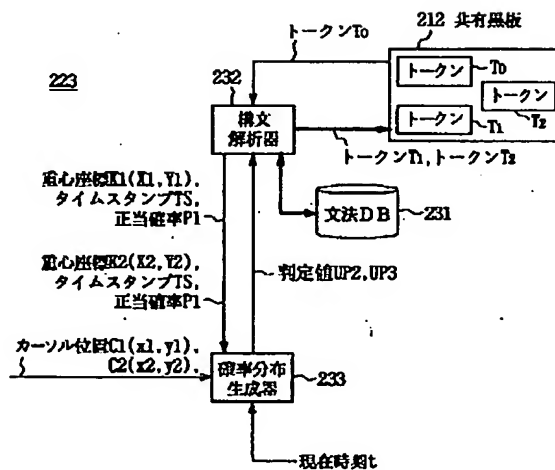 トークンT0
212 共有黒板
223
トークン
T0
232
トークン
T2
構文
解析器
トークン
T1
トークンT1,トークンT2
重心座標K1(X1,Y1),
タイムスタンプTS,
正当確率P1
文法DB
231
重心座標K2(X2,Y2),
タイムスタンプTS,
正当確率P1
判定値UP2,UP3
カーソル位置C1(x1,y1),
C2(x2,y2),
確率分布
生成器
233
現在時刻t